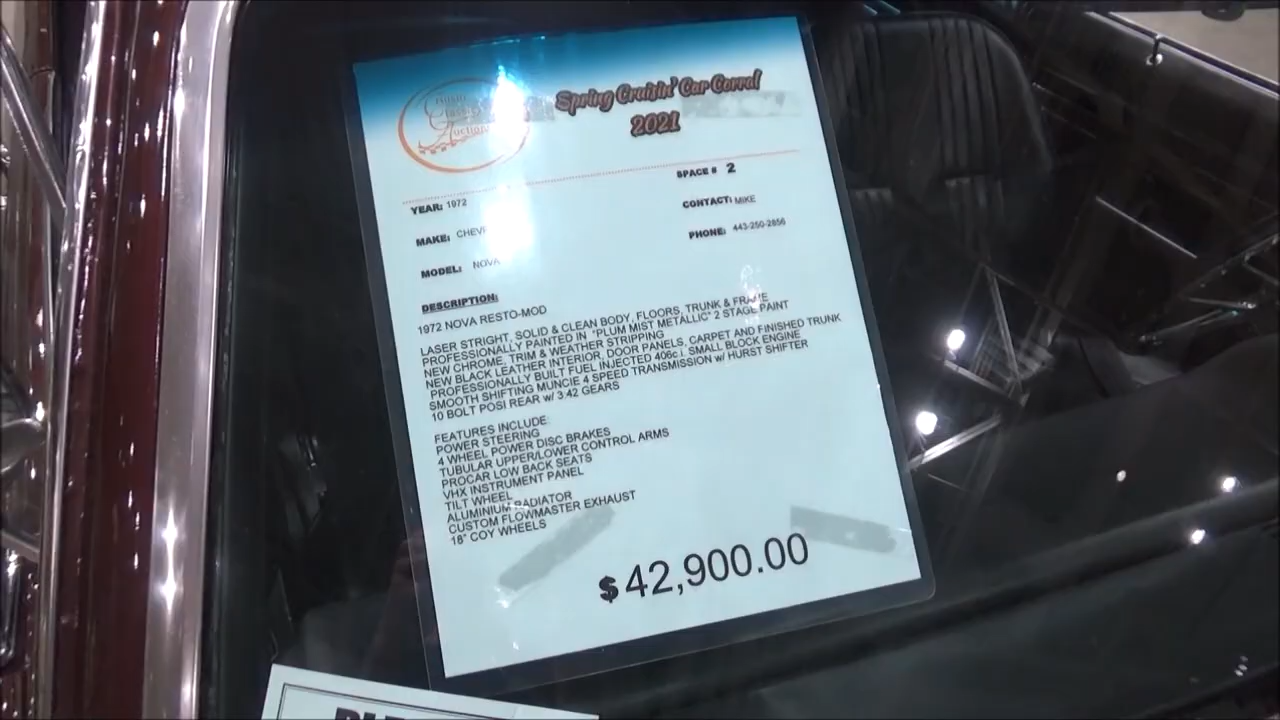 Classic
Auction
Spring Cruisin' Car Corral
2021
SPACE # 2
YEAR: 1972
CONTACT: MIKE
MAKE: CHEV
PHONE: 443-250-2856
MODEL: NOVA
DESCRIPTION:
1972 NOVA RESTO-MOD
LASER STRIGHT, SOLID & CLEAN BODY, FLOORS, TRUNK & FRAME
PROFESSIONALLY PAINTED IN "PLUM MIST METALLIC" 2 STAGE PAINT
NEW CHROME, TRIM & WEATHER STRIPPING
NEW BLACK LEATHER INTERIOR, DOOR PANELS, CARPET AND FINISHED TRUNK
PROFESSIONALLY BUILT FUEL INJECTED 406c.i. SMALL BLOCK ENGINE
SMOOTH SHIFTING MUNCIE 4 SPEED TRANSMISSION w/ HURST SHIFTER
10 BOLT POSI REAR w/ 3.42 GEARS
FEATURES INCLUDE:
POWER STEERING
4 WHEEL POWER DISC BRAKES
TUBULAR UPPER/LOWER CONTROL ARMS
PROCAR LOW BACK SEATS
VHX INSTRUMENT PANEL
TILT WHEEL
ALUMINIUM RADIATOR
CUSTOM FLOWMASTER EXHAUST
18" COY WHEELS
$42,900.00